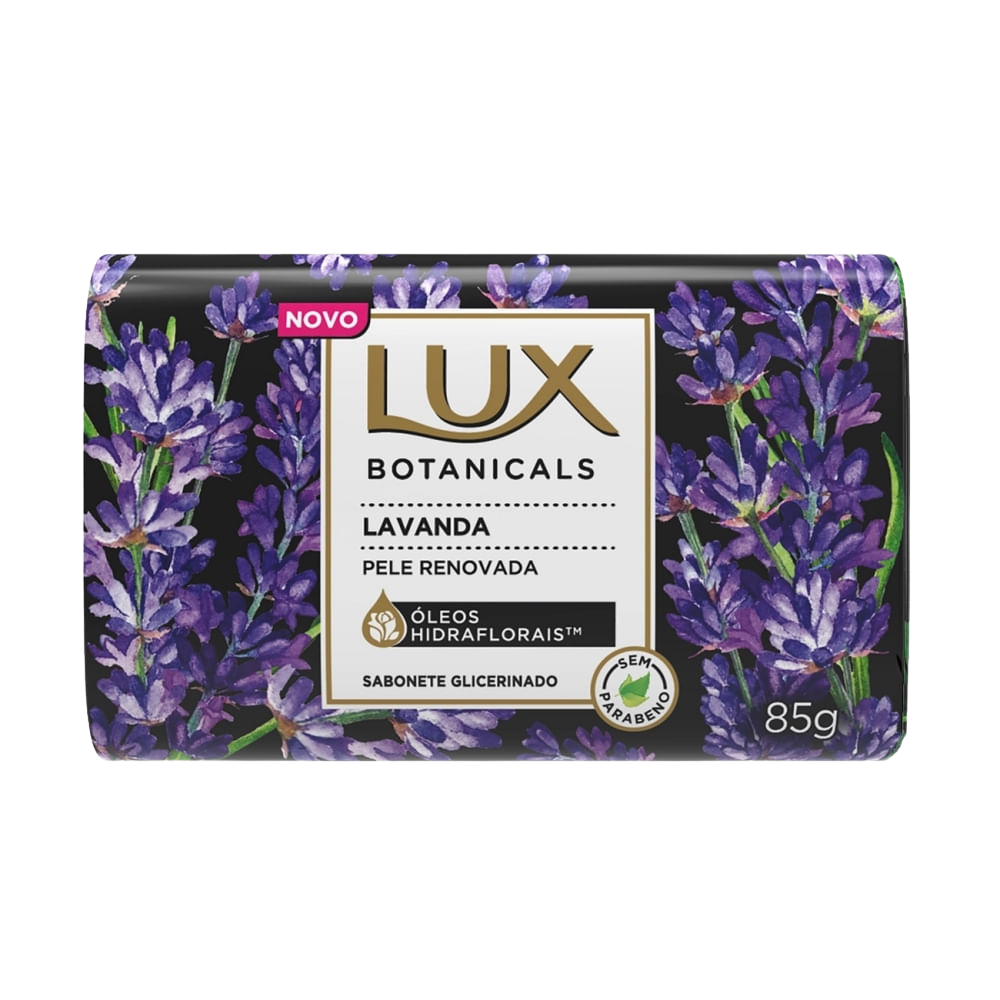 NOVO
LUX
BOTANICALS
LAVANDA
PELE RENOVADA
ÓLEOS
HIDRAFLORAIS™
SABONETE GLICERINADO
SEM
PARABENO
85g